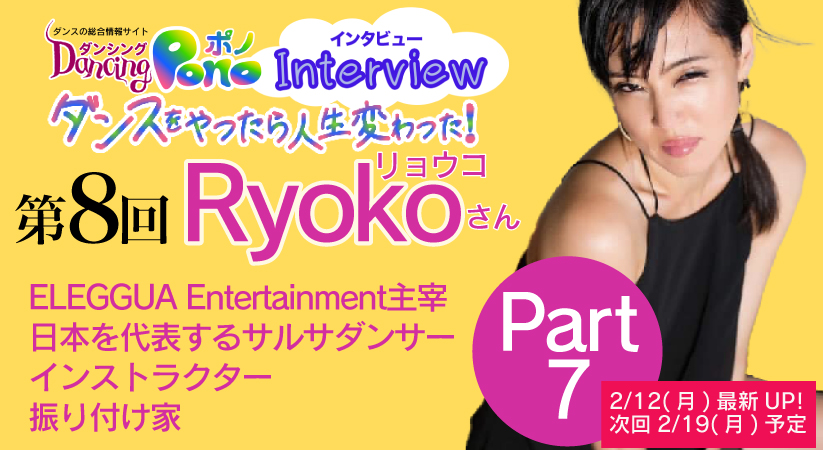 ダンスの総合情報サイト
ダンシング
Dancing
ポノ
Pono
インタビュー
Interview
ダンスをやったら人生変わった!
リョウコ
第8回 Ryokoさん
ELEGGUA Entertainment主宰
日本を代表するサルサダンサー
インストラクター
振り付け家
Part
7
2/12(月)最新UP!
次回 2/19(月)予定